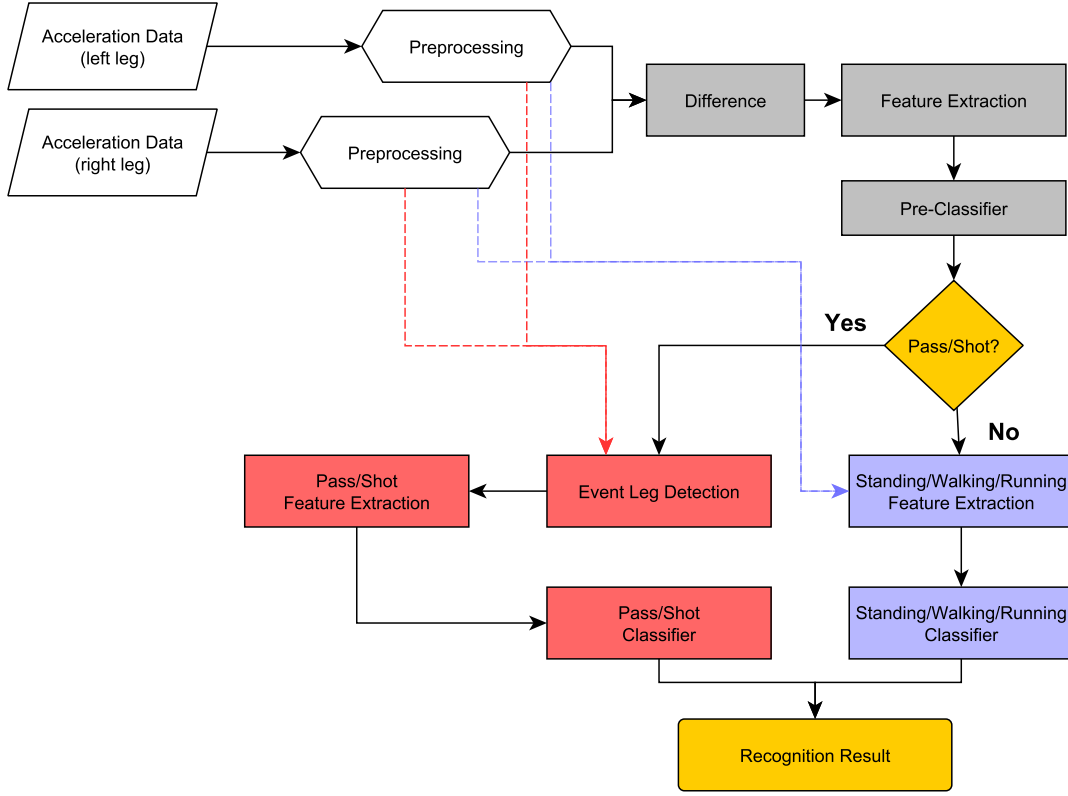 Acceleration Data
(left leg)
Preprocessing
Difference
Feature Extraction
Acceleration Data
(right leg)
Preprocessing
Pre-Classifier
Yes
Pass/Shot?
No
Pass/Shot
Feature Extraction
Event Leg Detection
Standing/Walking/Running
Feature Extraction
Pass/Shot
Classifier
Standing/Walking/Running
Classifier
Recognition Result